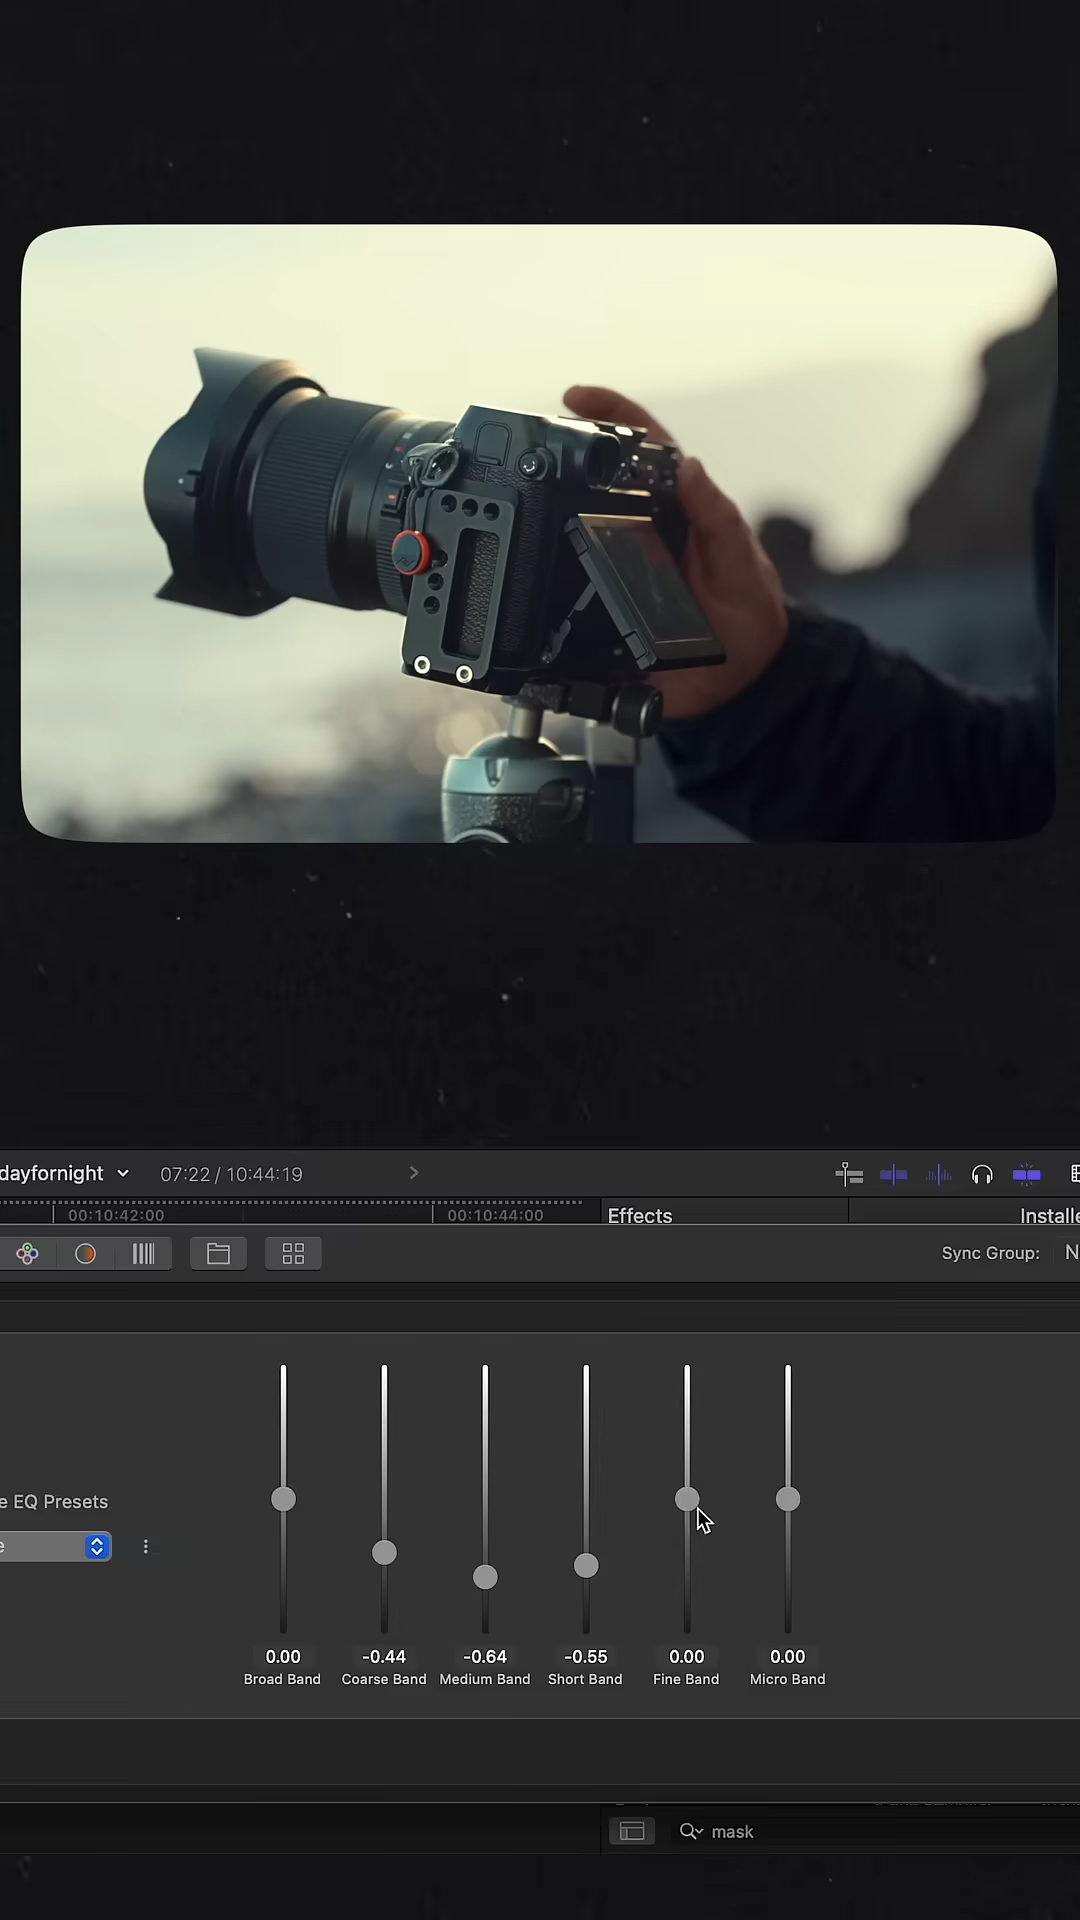 dayfornight
07:22 / 10:44:19
00:10:42:00
00:10:44:00
Effects
Installe
Sync Group:
N
e EQ Presets
e
0.00
-0.44
-0.64
-0.55
0.00
0.00
Broad Band
Coarse Band
Medium Band
Short Band
Fine Band
Micro Band
mask